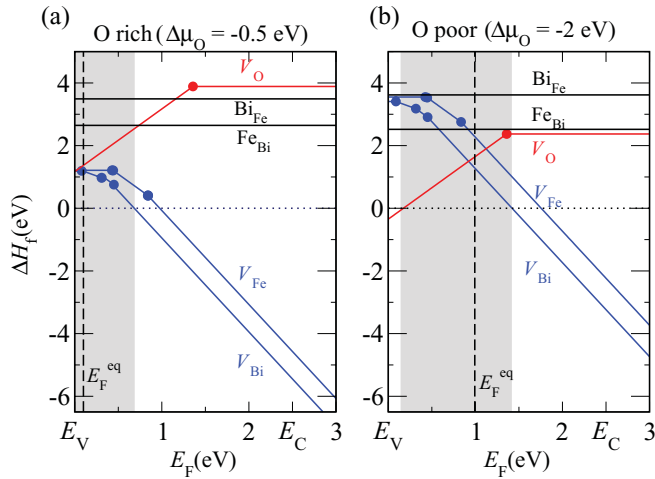 (a) O rich (Δμ_O = -0.5 eV)
V_O
Bi_Fe
Fe_Bi
V_Fe
V_Bi
E_F^eq
ΔH_f (eV)
4
2
0
-2
-4
-6
E_V 1 2 E_C 3
E_F(eV)
(b) O poor (Δμ_O = -2 eV)
Bi_Fe
Fe_Bi
V_O
V_Fe
V_Bi
E_F^eq
4
2
0
-2
-4
-6
E_V 1 2 E_C 3
E_F(eV)